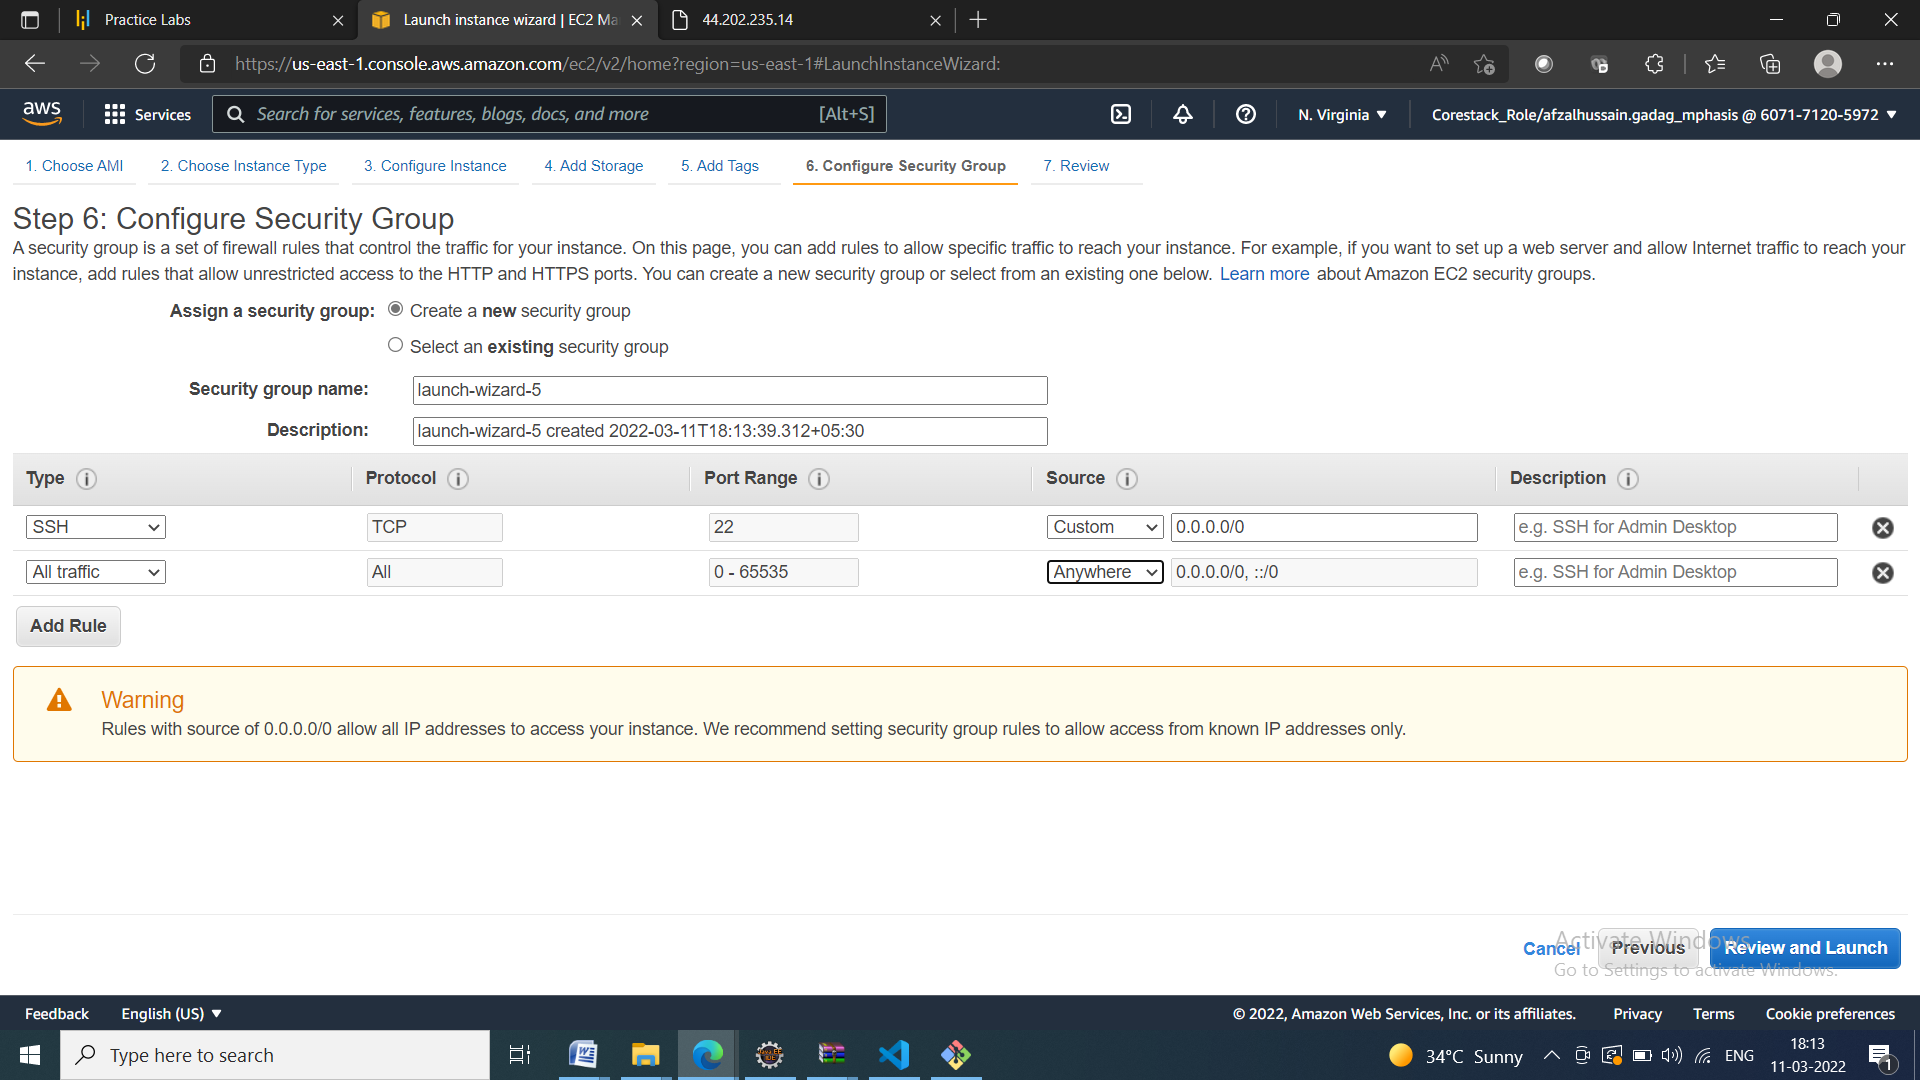 Practice Labs
Launch instance wizard | EC2 Ma
44.202.235.14
https://us-east-1.console.aws.amazon.com/ec2/v2/home?region=us-east-1#LaunchInstanceWizard:
aws
Services
Search for services, features, blogs, docs, and more
[Alt+S]
N. Virginia
Corestack_Role/afzalhussain.gadag_mphasis @ 6071-7120-5972
1. Choose AMI
2. Choose Instance Type
3. Configure Instance
4. Add Storage
5. Add Tags
6. Configure Security Group
7. Review
Step 6: Configure Security Group
A security group is a set of firewall rules that control the traffic for your instance. On this page, you can add rules to allow specific traffic to reach your instance. For example, if you want to set up a web server and allow Internet traffic to reach your
instance, add rules that allow unrestricted access to the HTTP and HTTPS ports. You can create a new security group or select from an existing one below. Learn more about Amazon EC2 security groups.
Assign a security group: Create a new security group
Select an existing security group
Security group name: launch-wizard-5
Description: launch-wizard-5 created 2022-03-11T18:13:39.312+05:30
Type Protocol Port Range Source Description
SSH TCP 22 Custom 0.0.0.0/0 e.g. SSH for Admin Desktop
All traffic All 0 - 65535 Anywhere 0.0.0.0/0, ::/0 e.g. SSH for Admin Desktop
Add Rule
Warning
Rules with source of 0.0.0.0/0 allow all IP addresses to access your instance. We recommend setting security group rules to allow access from known IP addresses only.
Activate Windows
Go to Settings to activate Windows.
Cancel Previous Review and Launch
Feedback English (US)
© 2022, Amazon Web Services, Inc. or its affiliates. Privacy Terms Cookie preferences
Type here to search
34°C Sunny
ENG
18:13
11-03-2022
1